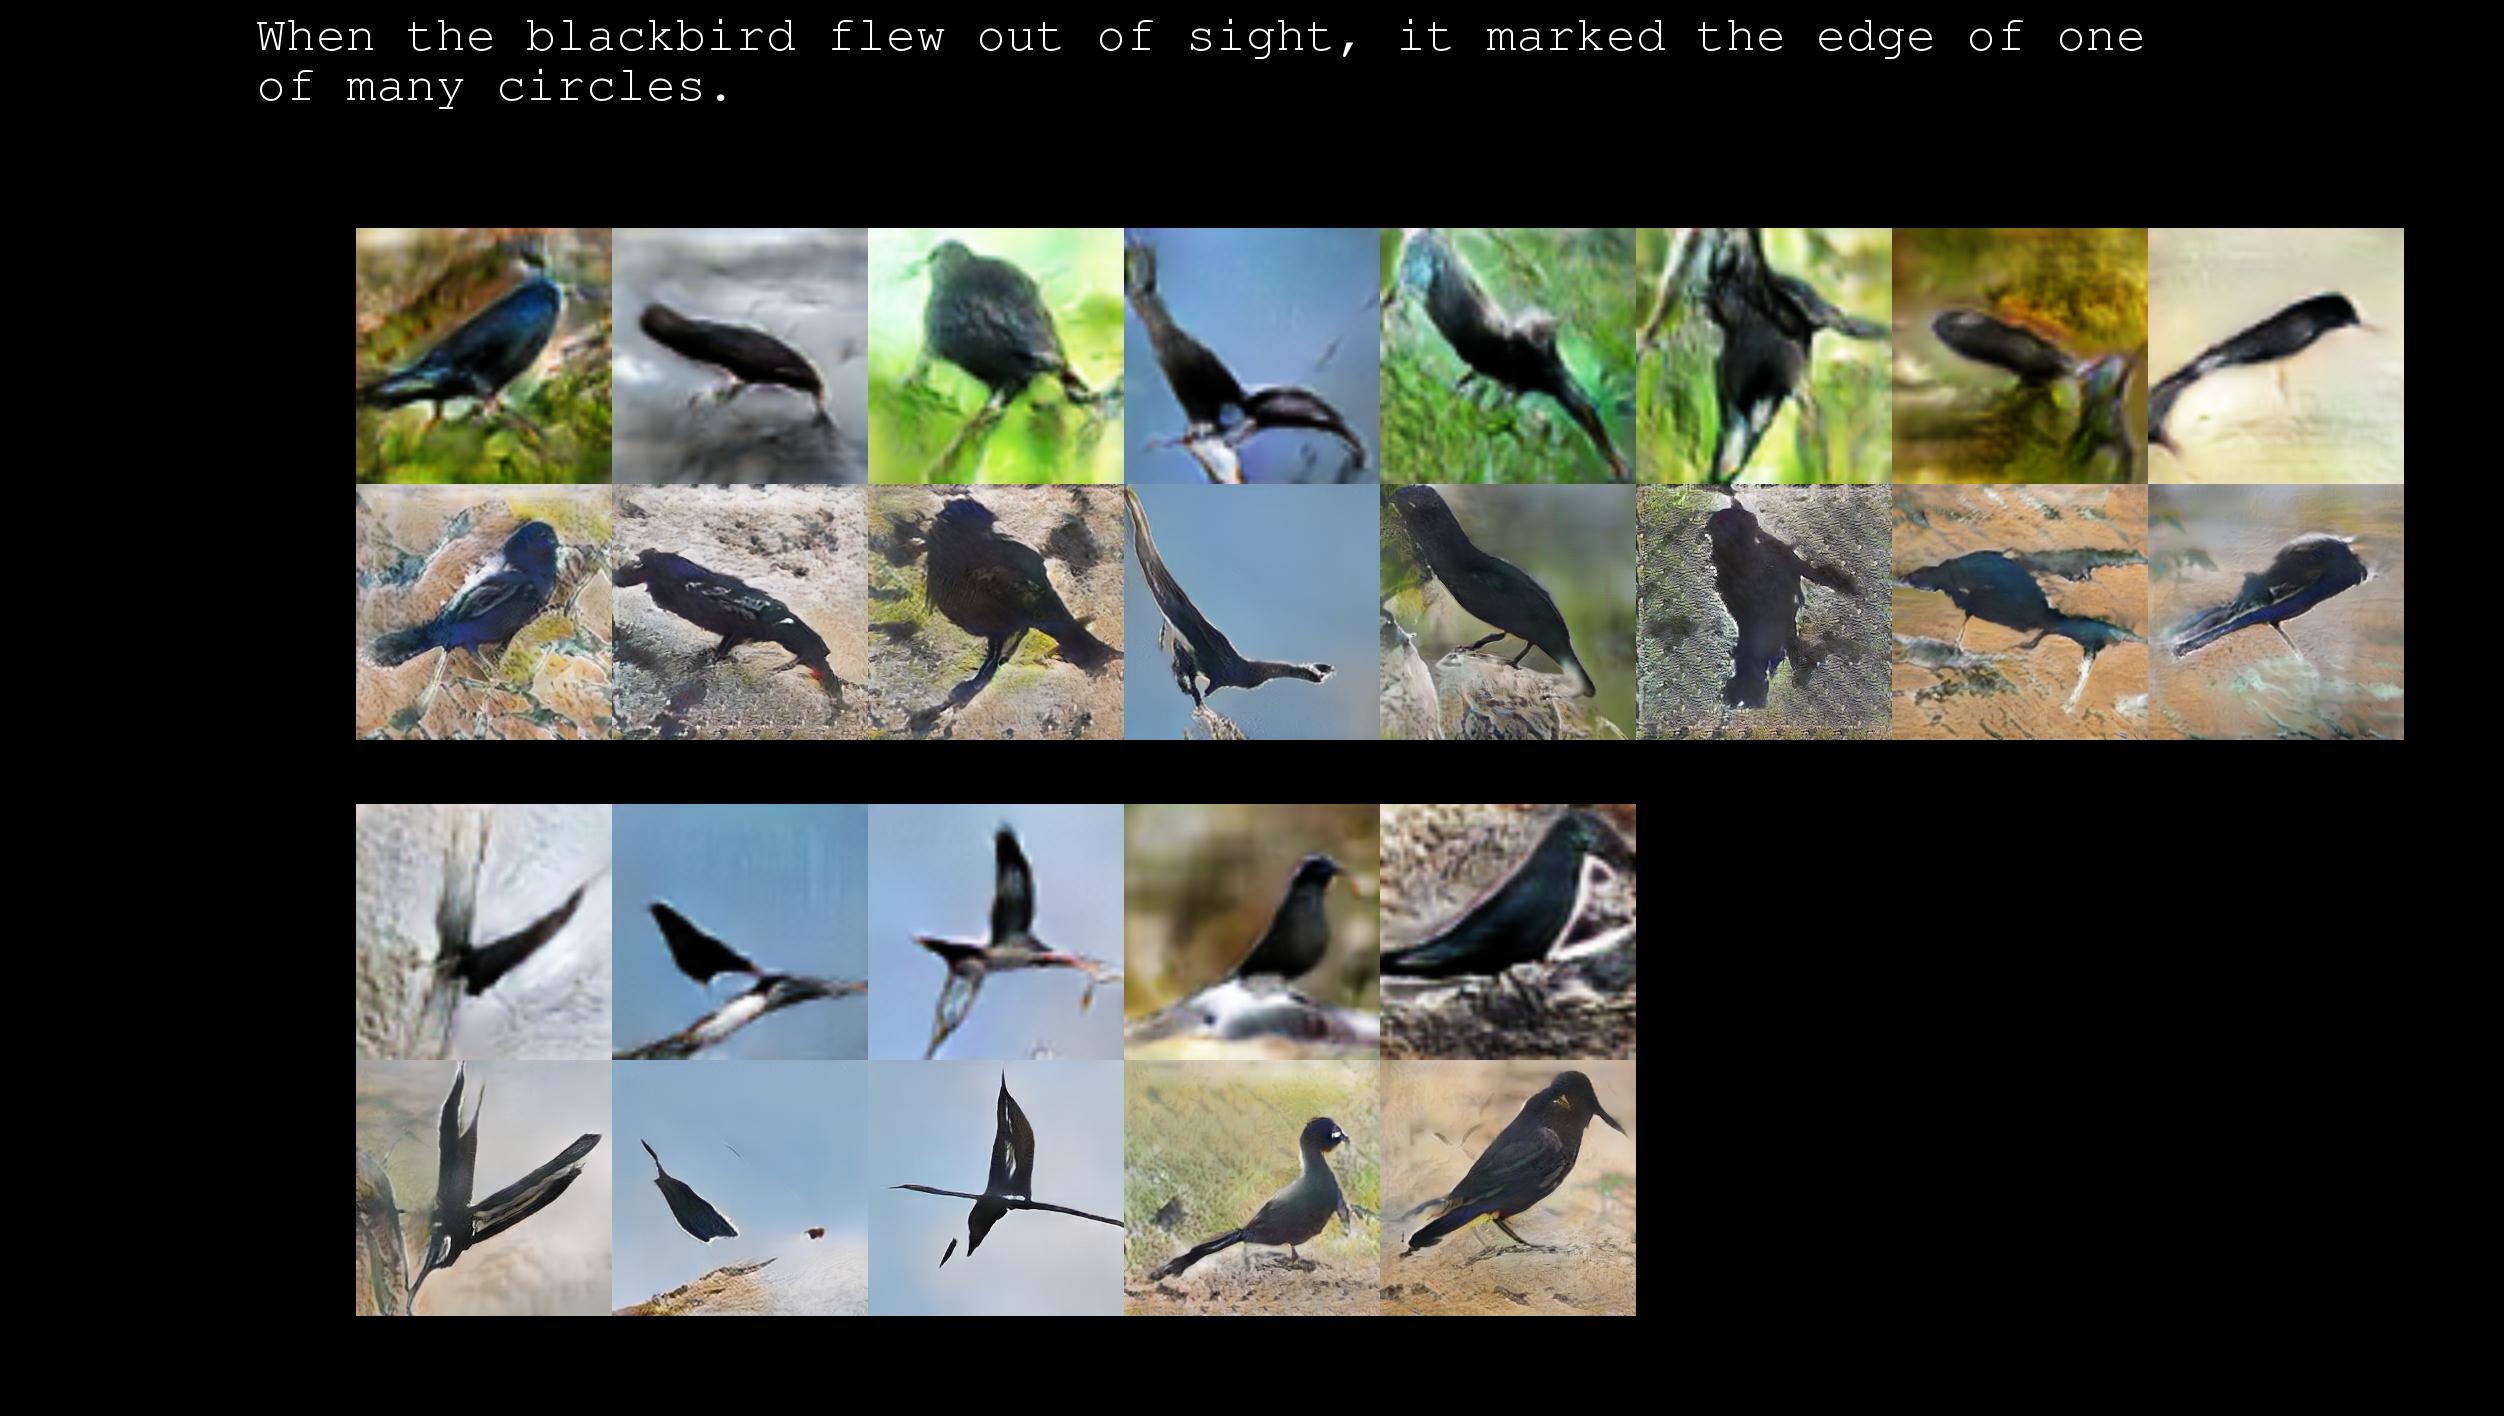 When the blackbird flew out of sight, it marked the edge of one
of many circles.